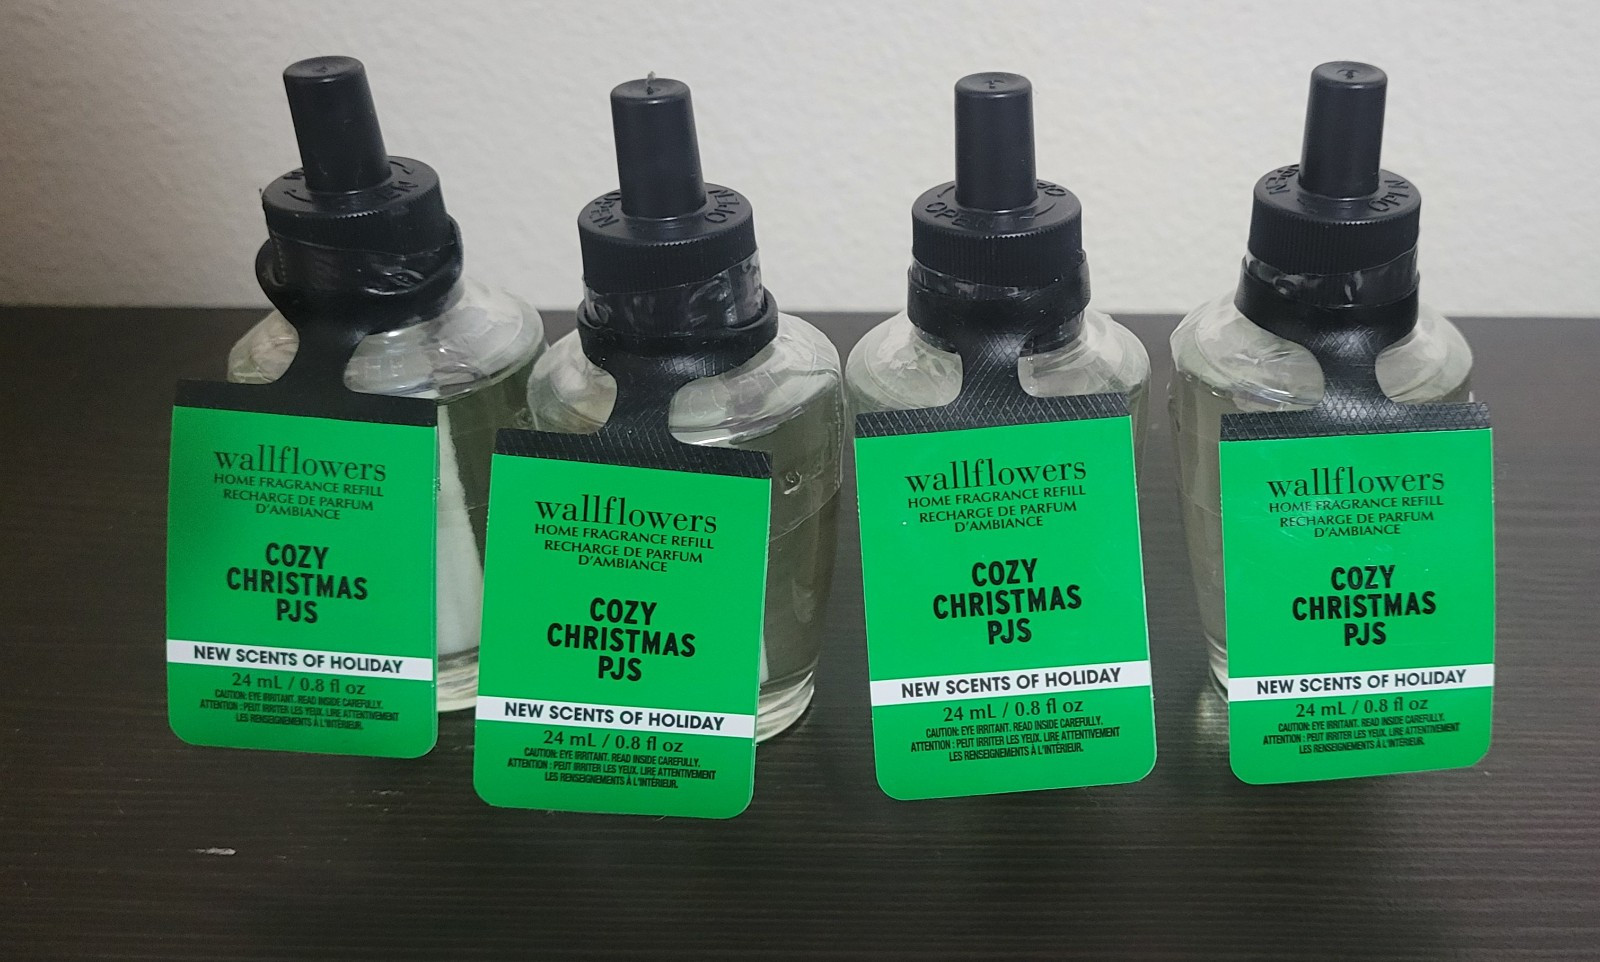 OPEN
OPEN
OPEN
wallflowers
HOME FRAGRANCE REFILL
RECHARGE DE PARFUM
D'AMBIANCE
COZY
CHRISTMAS
PJS
NEW SCENTS OF HOLIDAY
24 mL / 0.8 fl oz
CAUTION: EYE IRRITANT. READ INSIDE CAREFULLY.
ATTENTION : PEUT IRRITER LES YEUX. LIRE ATTENTIVEMENT
LES RENSEIGNEMENTS À L'INTÉRIEUR.
wallflowers
HOME FRAGRANCE REFILL
RECHARGE DE PARFUM
D'AMBIANCE
COZY
CHRISTMAS
PJS
NEW SCENTS OF HOLIDAY
24 mL / 0.8 fl oz
CAUTION: EYE IRRITANT. READ INSIDE CAREFULLY.
ATTENTION : PEUT IRRITER LES YEUX. LIRE ATTENTIVEMENT
LES RENSEIGNEMENTS À L'INTÉRIEUR.
wallflowers
HOME FRAGRANCE REFILL
RECHARGE DE PARFUM
D'AMBIANCE
COZY
CHRISTMAS
PJS
NEW SCENTS OF HOLIDAY
24 mL / 0.8 fl oz
CAUTION: EYE IRRITANT. READ INSIDE CAREFULLY.
ATTENTION : PEUT IRRITER LES YEUX. LIRE ATTENTIVEMENT
LES RENSEIGNEMENTS À L'INTÉRIEUR.
wallflowers
HOME FRAGRANCE REFILL
RECHARGE DE PARFUM
D'AMBIANCE
COZY
CHRISTMAS
PJS
NEW SCENTS OF HOLIDAY
24 mL / 0.8 fl oz
CAUTION: EYE IRRITANT. READ INSIDE CAREFULLY.
ATTENTION : PEUT IRRITER LES YEUX. LIRE ATTENTIVEMENT
LES RENSEIGNEMENTS À L'INTÉRIEUR.